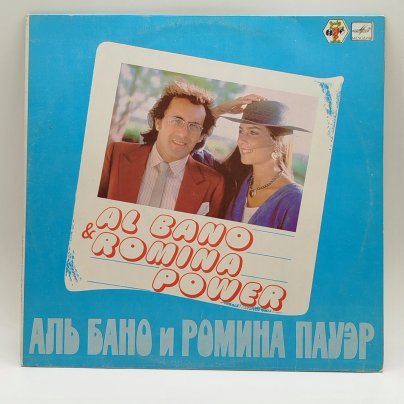 AL BANO
& ROMINA
POWER
АЛЬ БАНО и РОМИНА ПАУЭР